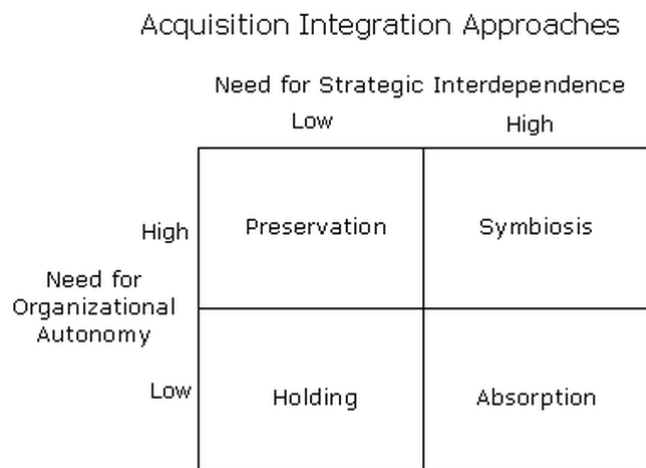 Acquisition Integration Approaches
Need for Strategic Interdependence
Low High
High Preservation Symbiosis
Need for
Organizational
Autonomy
Low Holding Absorption